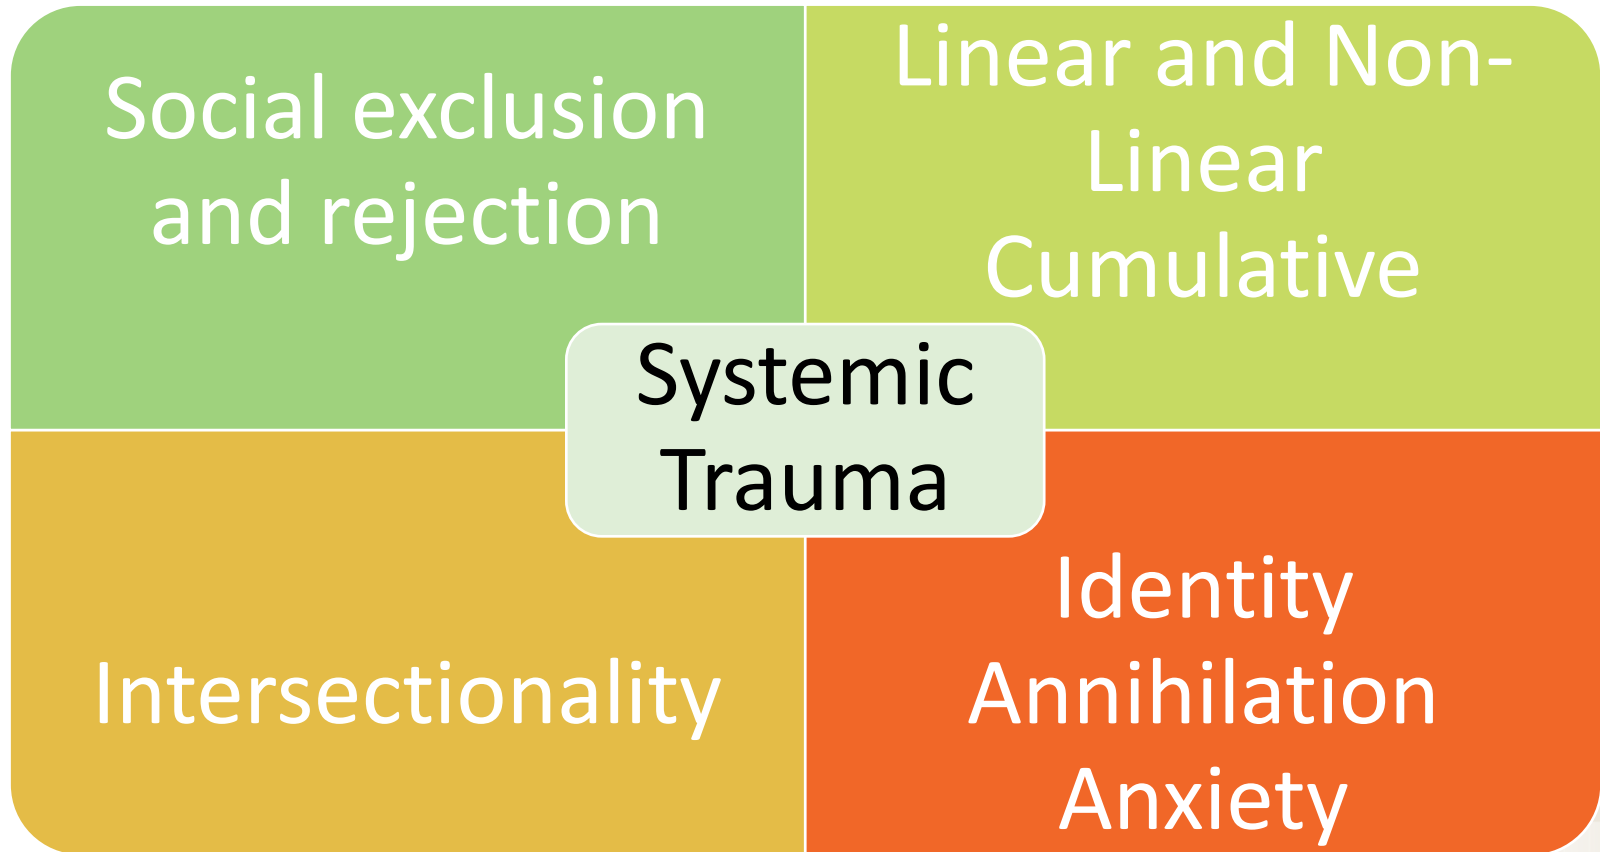 Social exclusion
and rejection
Linear and Non-
Linear
Cumulative
Systemic
Trauma
Intersectionality
Identity
Annihilation
Anxiety